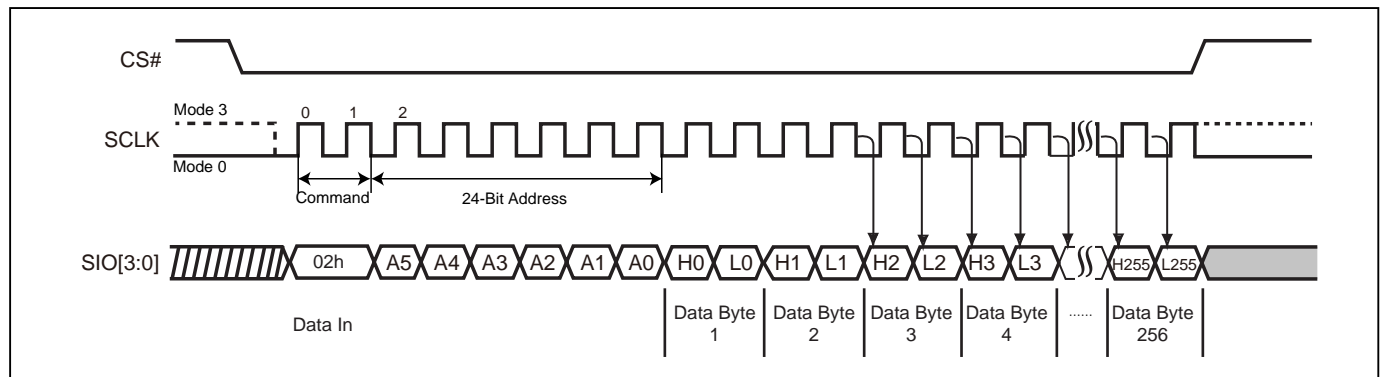 CS#
Mode 3
0 1 2
SCLK
Mode 0
Command
24-Bit Address
SIO[3:0]
02h A5 A4 A3 A2 A1 A0 H0 L0 H1 L1 H2 L2 H3 L3 H255 L255
Data In
Data Byte 1
Data Byte 2
Data Byte 3
Data Byte 4
......
Data Byte 256